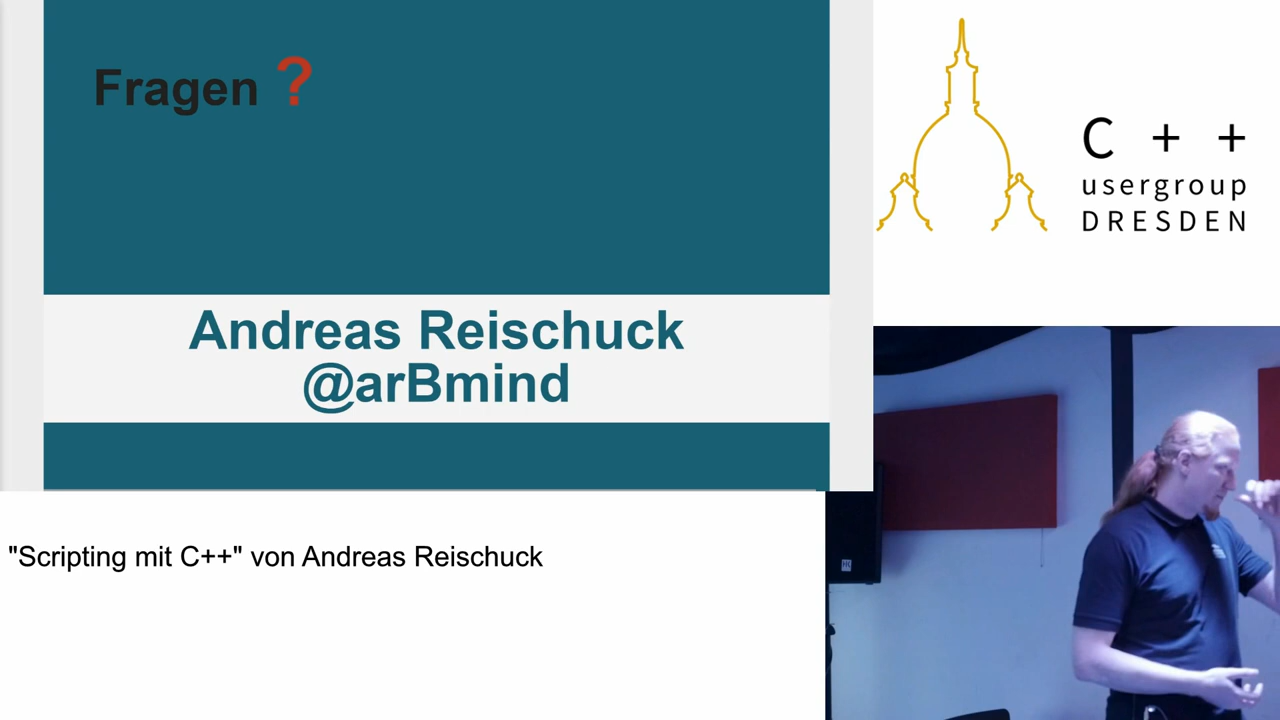 Fragen ?
Andreas Reischuck
@arBmind
C + +
usergroup
DRESDEN
"Scripting mit C++" von Andreas Reischuck